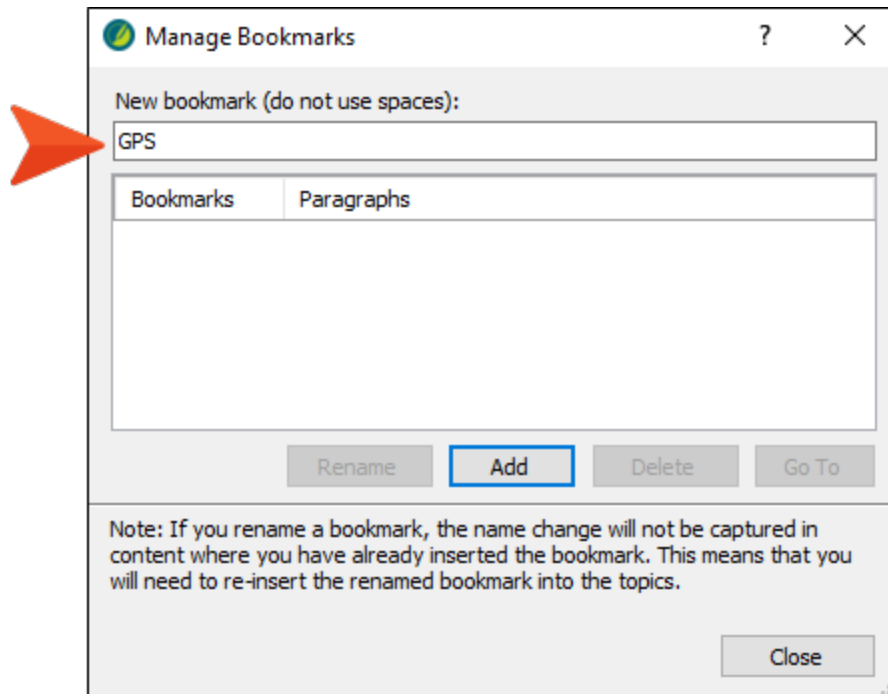 Manage Bookmarks
?
New bookmark (do not use spaces):
GPS
Bookmarks Paragraphs
Rename Add Delete Go To
Note: If you rename a bookmark, the name change will not be captured in
content where you have already inserted the bookmark. This means that you
will need to re-insert the renamed bookmark into the topics.
Close